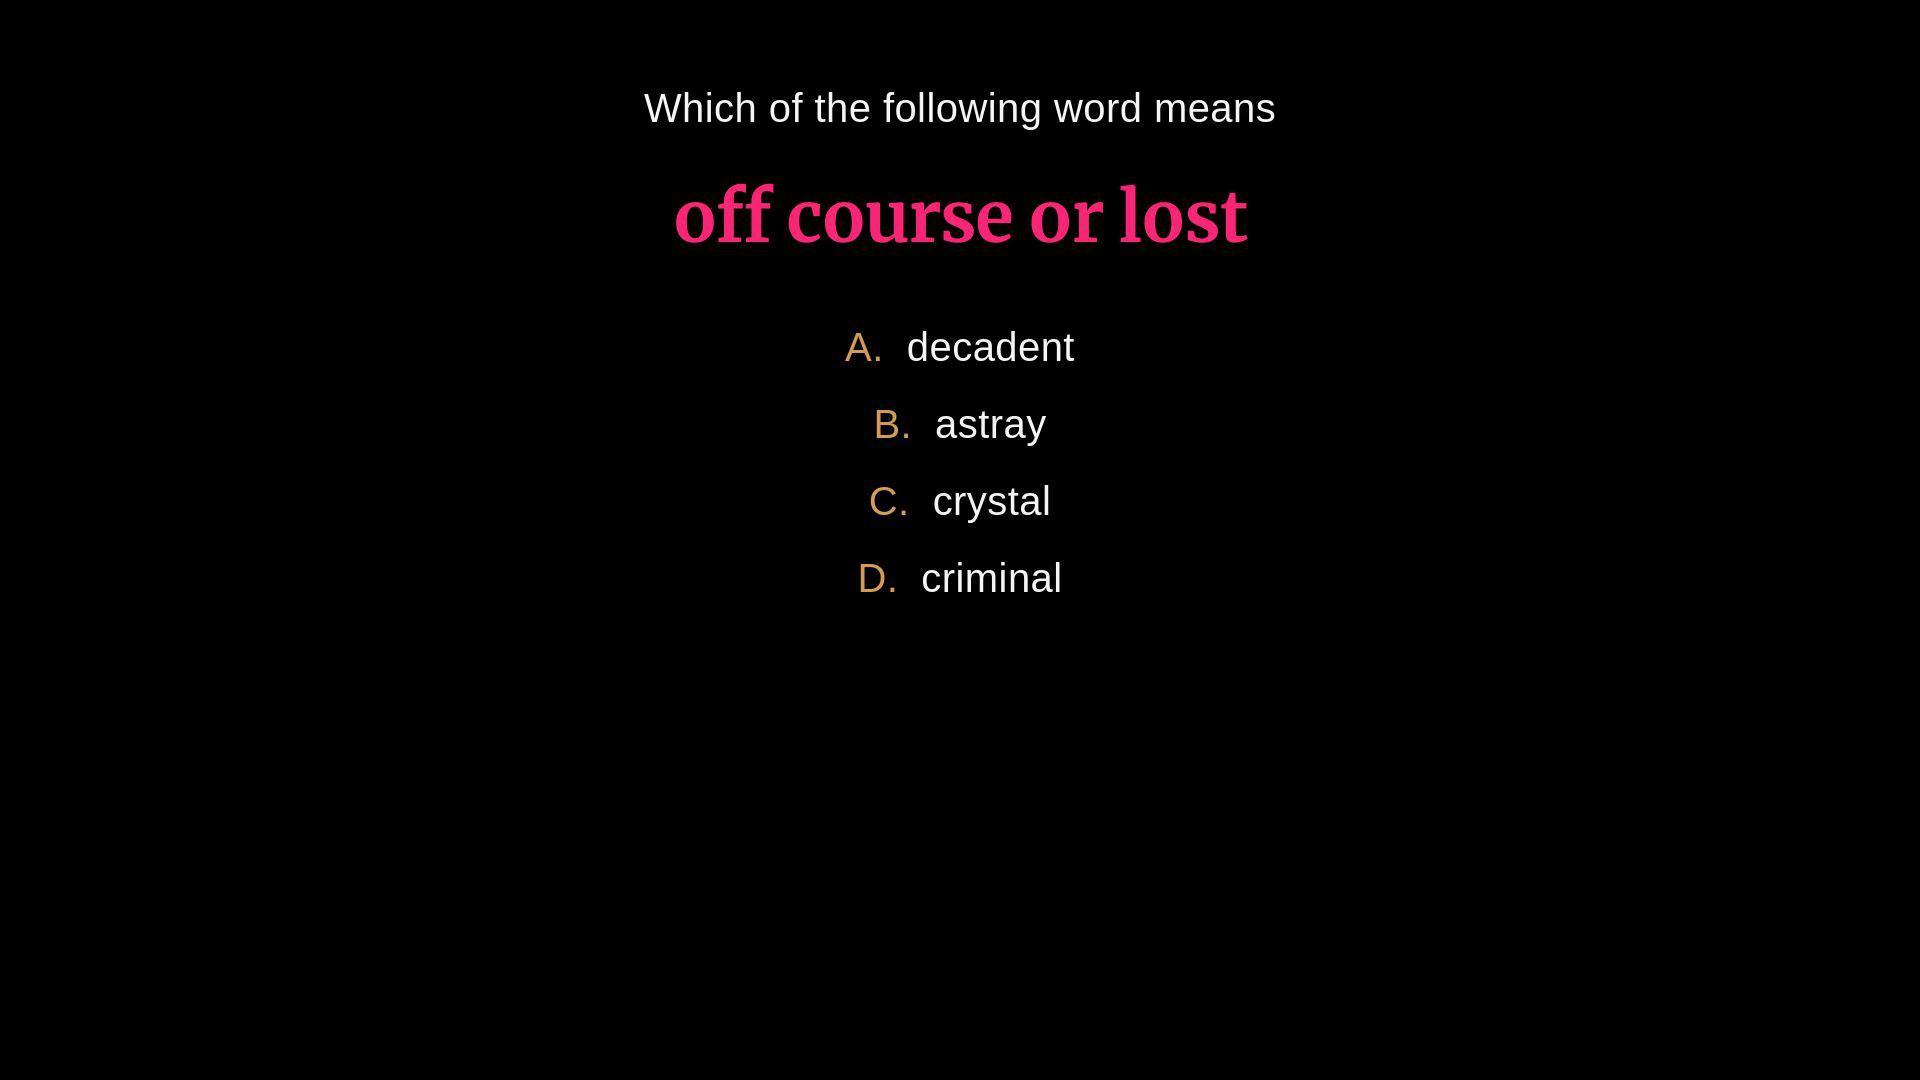 Which of the following word means
off course or lost
A. decadent
B. astray
C. crystal
D. criminal